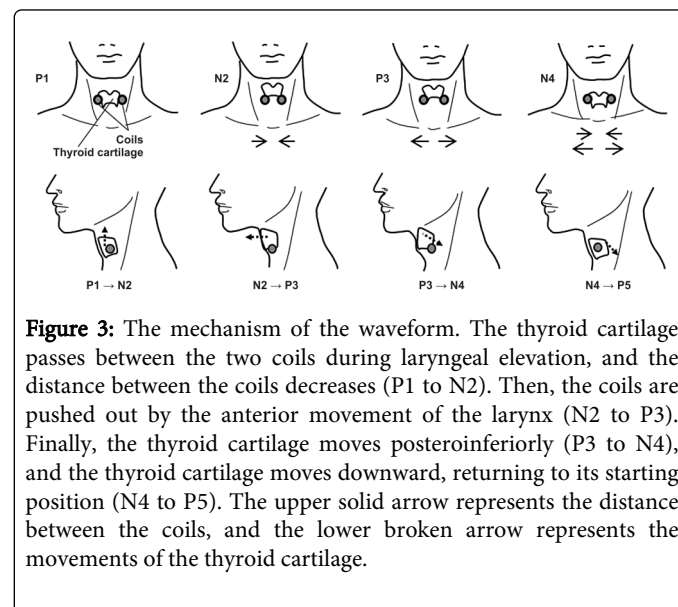 P1
N2
P3
N4
Coils
Thyroid cartilage
P1 → N2
N2 → P3
P3 → N4
N4 → P5
Figure 3: The mechanism of the waveform. The thyroid cartilage
passes between the two coils during laryngeal elevation, and the
distance between the coils decreases (P1 to N2). Then, the coils are
pushed out by the anterior movement of the larynx (N2 to P3).
Finally, the thyroid cartilage moves posteroinferiorly (P3 to N4),
and the thyroid cartilage moves downward, returning to its starting
position (N4 to P5). The upper solid arrow represents the distance
between the coils, and the lower broken arrow represents the
movements of the thyroid cartilage.